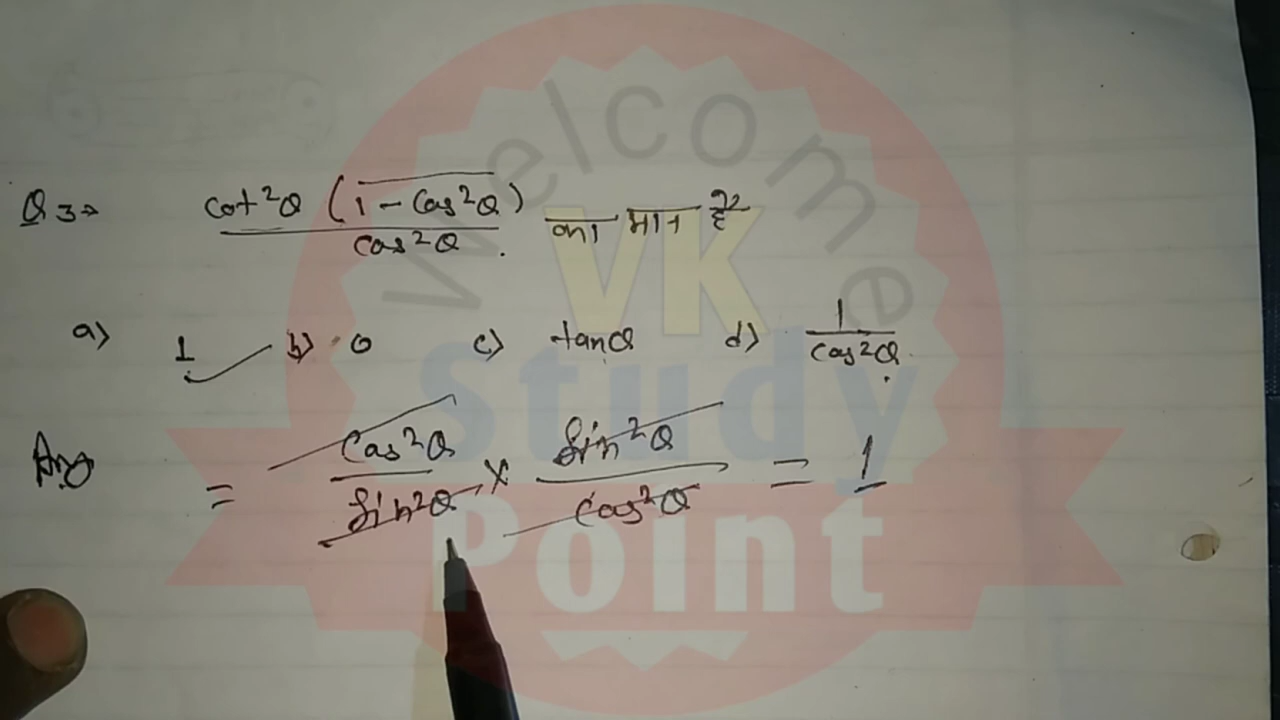 Welcome
VK
Study
Point
Q 3⇒ cot²θ (1 - Cos²θ) / cos²θ का मान है
a) 1 b) 0 c) tanθ d) 1 / Cos²θ
Ans
= Cos²θ / Sin²θ × Sin²θ / Cos²θ = 1